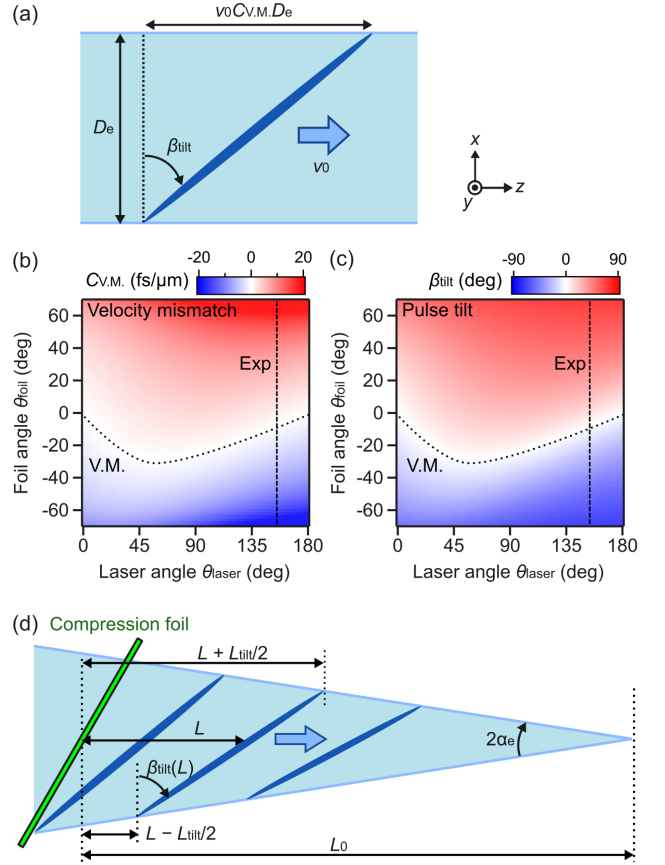 (a)
v0CV.M.De
De
βtilt
v0
x
y
z
(b)
CV.M. (fs/μm)
-20
0
20
Velocity mismatch
Exp
V.M.
Foil angle θfoil (deg)
60
40
20
0
-20
-40
-60
0
45
90
135
180
Laser angle θlaser (deg)
(c)
βtilt (deg)
-90
0
90
Pulse tilt
Exp
V.M.
Foil angle θfoil (deg)
60
40
20
0
-20
-40
-60
0
45
90
135
180
Laser angle θlaser (deg)
(d)
Compression foil
L + Ltilt/2
L
βtilt(L)
2αe
L − Ltilt/2
L0